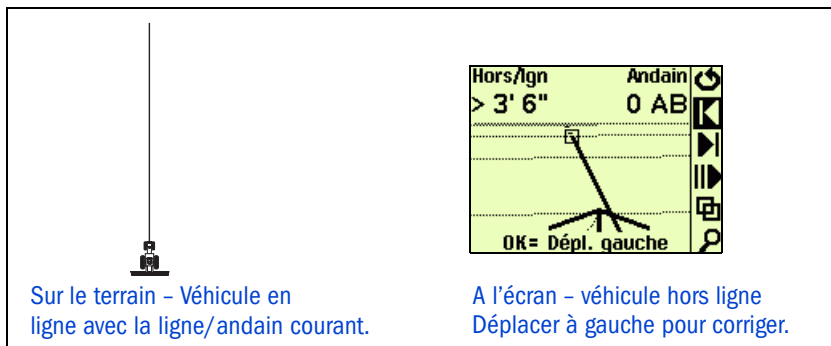 Hors/lgn Andain
> 3' 6" 0 AB
OK= Dépl. gauche
Sur le terrain – Véhicule en
ligne avec la ligne/andain courant.
A l’écran – véhicule hors ligne
Déplacer à gauche pour corriger.